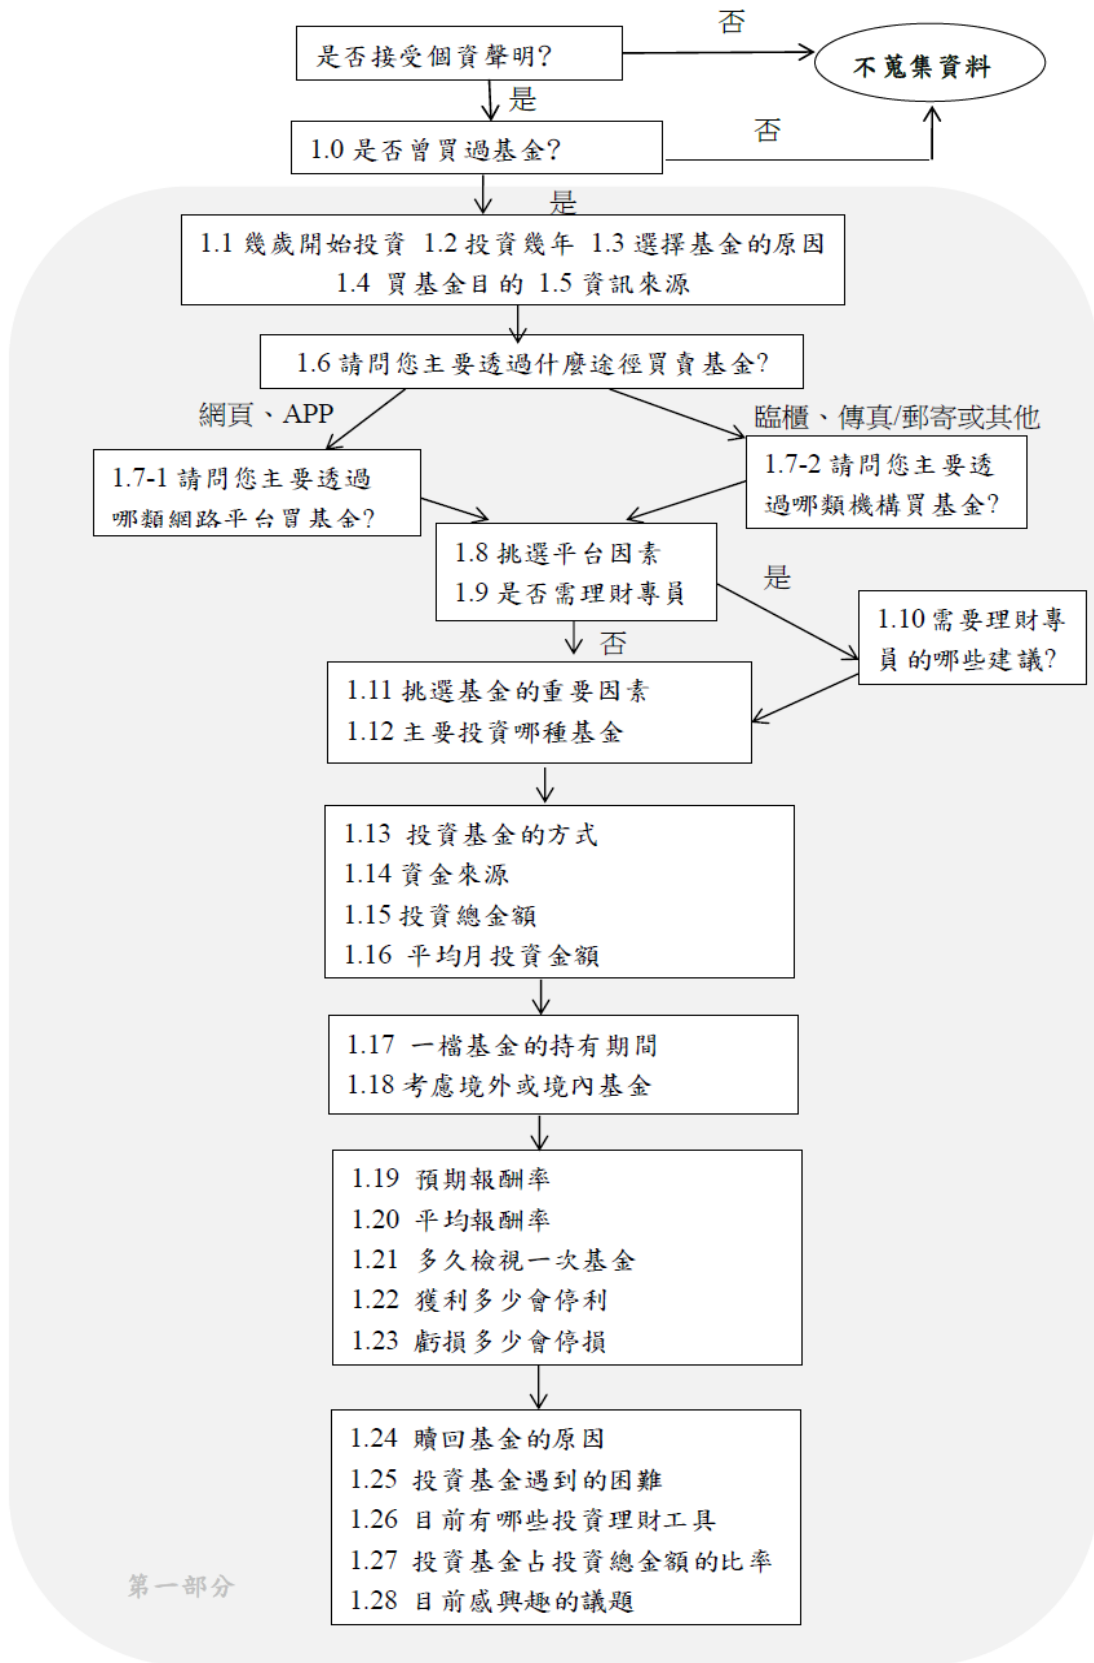 否
是否接受個資聲明?
不蒐集資料
是
1.0 是否曾買過基金?
否
是
1.1 幾歲開始投資 1.2 投資幾年 1.3 選擇基金的原因
1.4 買基金目的 1.5 資訊來源
1.6 請問您主要透過什麼途徑買賣基金?
網頁、APP
臨櫃、傳真/郵寄或其他
1.7-1 請問您主要透過
哪類網路平台買基金?
1.7-2 請問您主要透
過哪類機構買基金?
1.8 挑選平台因素
1.9 是否需理財專員
是
1.10 需要理財專
員的哪些建議?
否
1.11 挑選基金的重要因素
1.12 主要投資哪種基金
1.13 投資基金的方式
1.14 資金來源
1.15 投資總金額
1.16 平均月投資金額
1.17 一檔基金的持有期間
1.18 考慮境外或境內基金
1.19 預期報酬率
1.20 平均報酬率
1.21 多久檢視一次基金
1.22 獲利多少會停利
1.23 虧損多少會停損
1.24 贖回基金的原因
1.25 投資基金遇到的困難
1.26 目前有哪些投資理財工具
1.27 投資基金占投資總金額的比率
1.28 目前感興趣的議題
第一部分